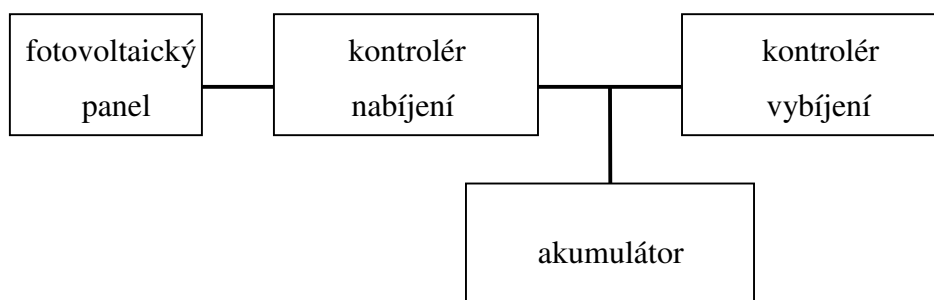 fotovoltaický
panel
kontrolér
nabíjení
kontrolér
vybíjení
akumulátor